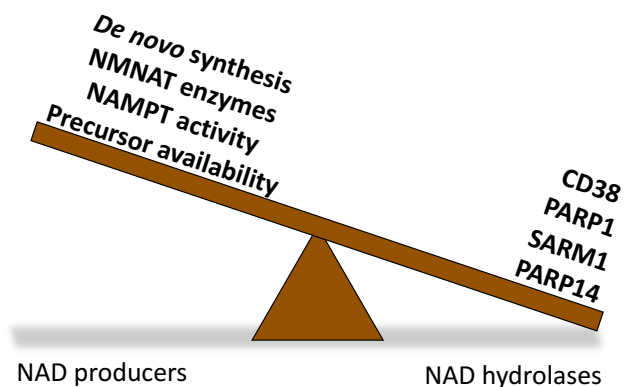 De novo synthesis
NMNAT enzymes
NAMPT activity
Precursor availability
CD38
PARP1
SARM1
PARP14
NAD producers
NAD hydrolases